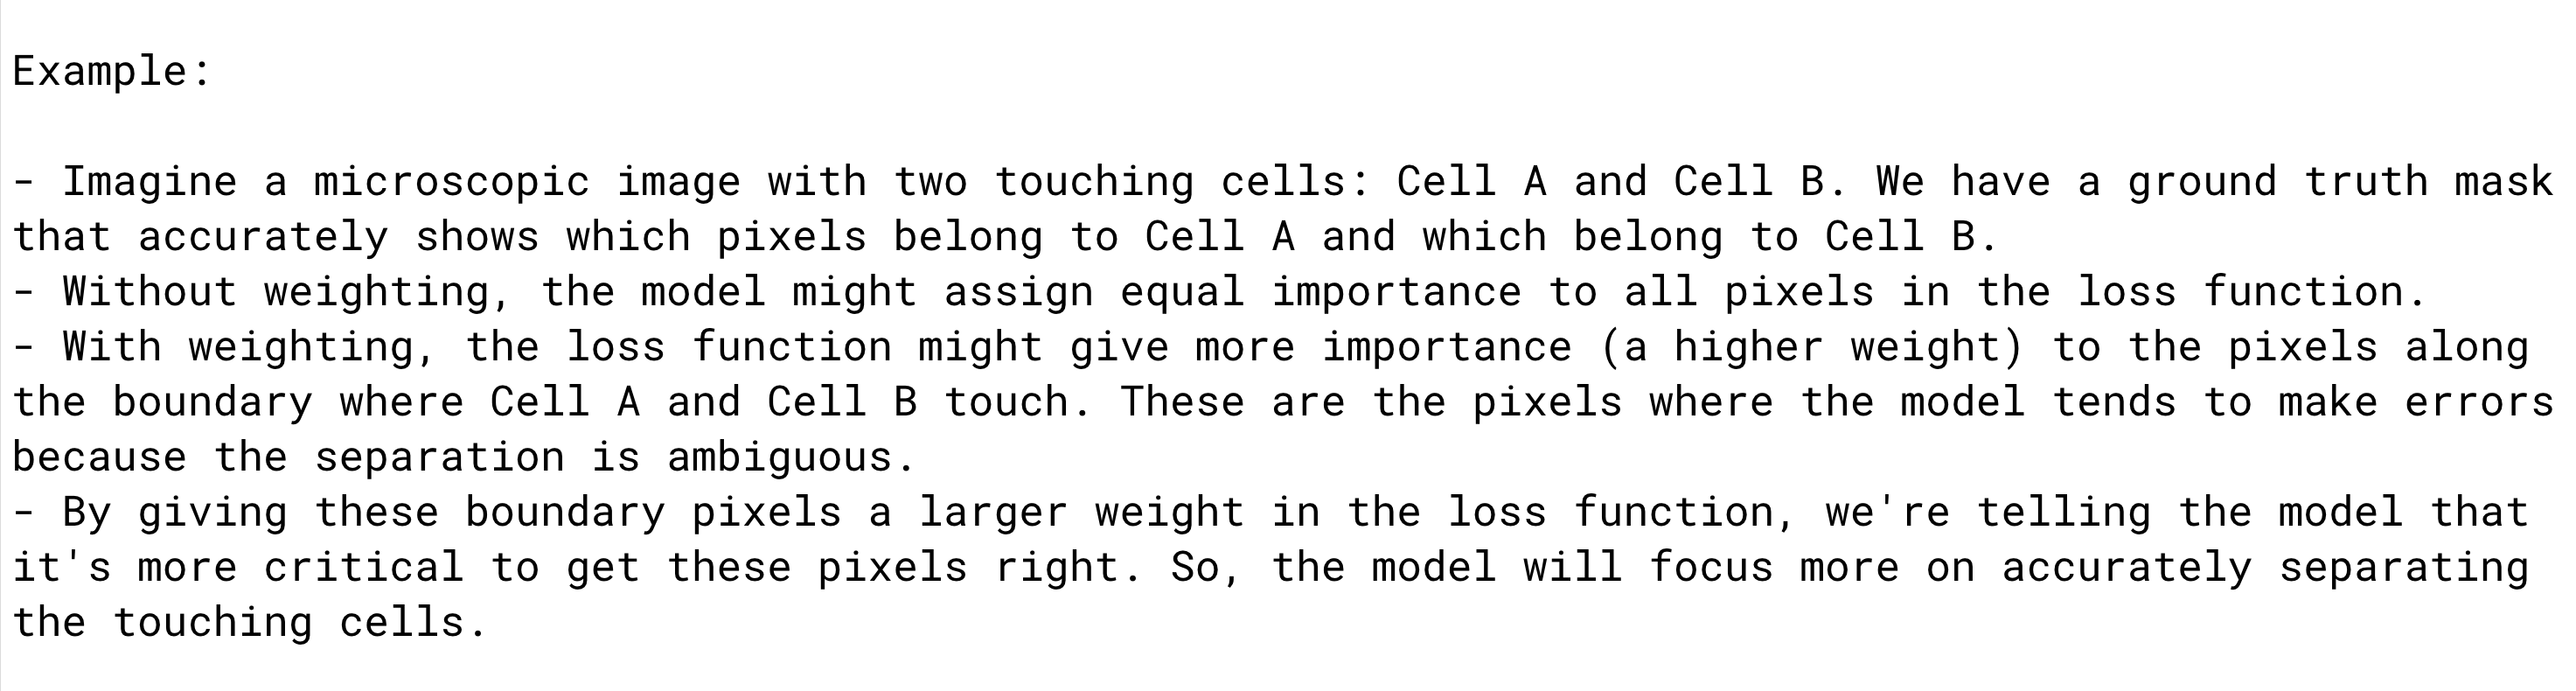 Example:
- Imagine a microscopic image with two touching cells: Cell A and Cell B. We have a ground truth mask
that accurately shows which pixels belong to Cell A and which belong to Cell B.
- Without weighting, the model might assign equal importance to all pixels in the loss function.
- With weighting, the loss function might give more importance (a higher weight) to the pixels along
the boundary where Cell A and Cell B touch. These are the pixels where the model tends to make errors
because the separation is ambiguous.
- By giving these boundary pixels a larger weight in the loss function, we're telling the model that
it's more critical to get these pixels right. So, the model will focus more on accurately separating
the touching cells.